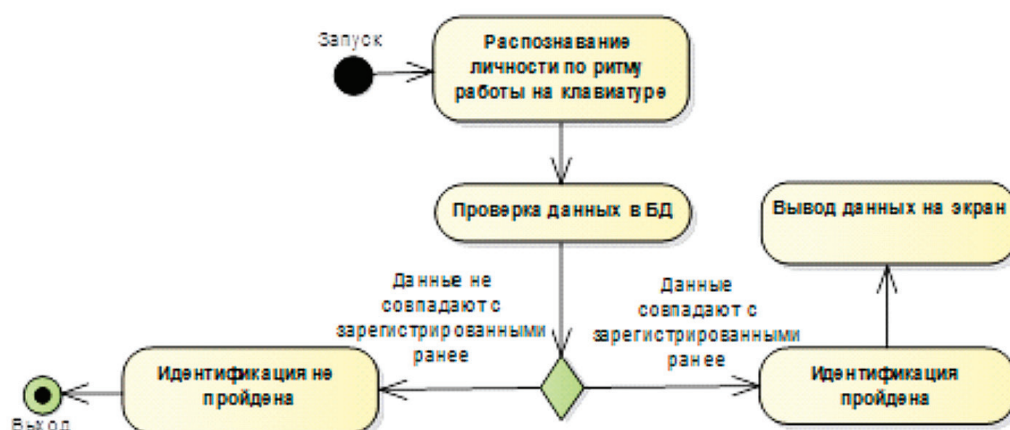 Запуск
Распознавание
личности по ритму
работы на клавиатуре
Проверка данных в БД
Вывод данных на экран
Данные не
совпадают с
зарегистрированными
ранее
Данные
совпадают с
зарегистрированными
ранее
Идентификация не
пройдена
Идентификация
пройдена
Выход